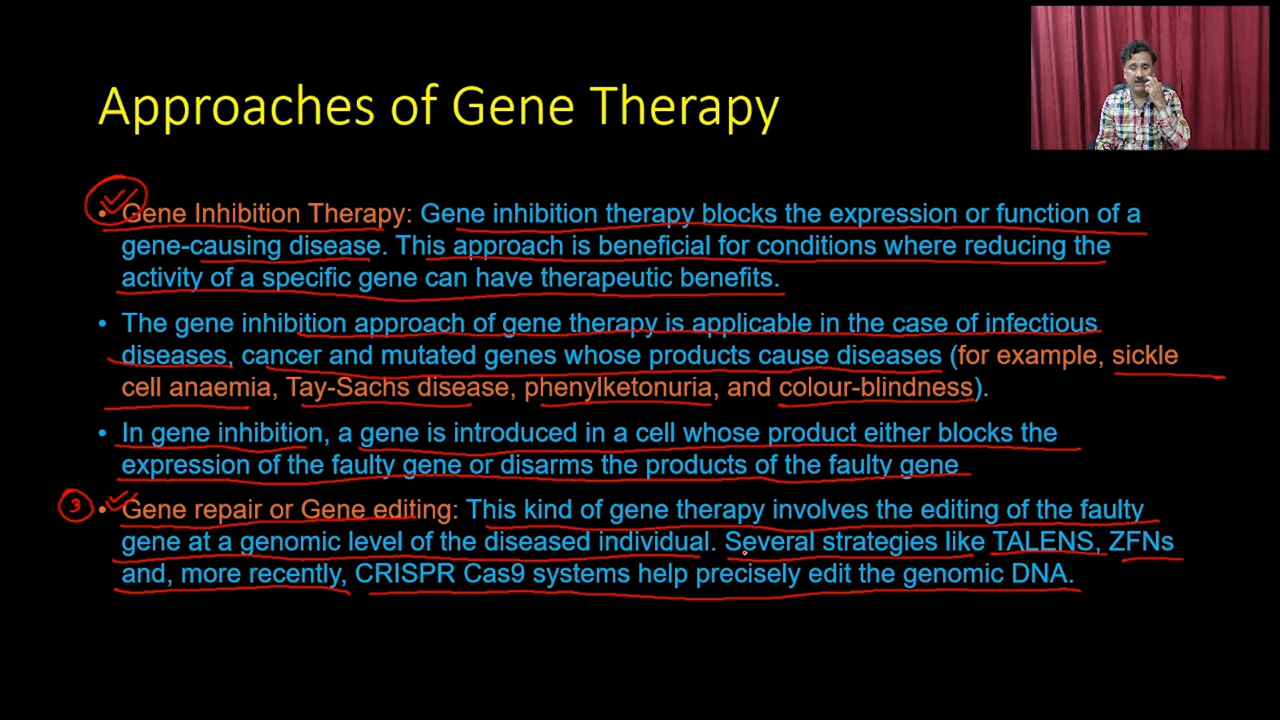 Approaches of Gene Therapy
• Gene Inhibition Therapy: Gene inhibition therapy blocks the expression or function of a
gene-causing disease. This approach is beneficial for conditions where reducing the
activity of a specific gene can have therapeutic benefits.
• The gene inhibition approach of gene therapy is applicable in the case of infectious
diseases, cancer and mutated genes whose products cause diseases (for example, sickle
cell anaemia, Tay-Sachs disease, phenylketonuria, and colour-blindness).
• In gene inhibition, a gene is introduced in a cell whose product either blocks the
expression of the faulty gene or disarms the products of the faulty gene
3 • Gene repair or Gene editing: This kind of gene therapy involves the editing of the faulty
gene at a genomic level of the diseased individual. Several strategies like TALENS, ZFNs
and, more recently, CRISPR Cas9 systems help precisely edit the genomic DNA.